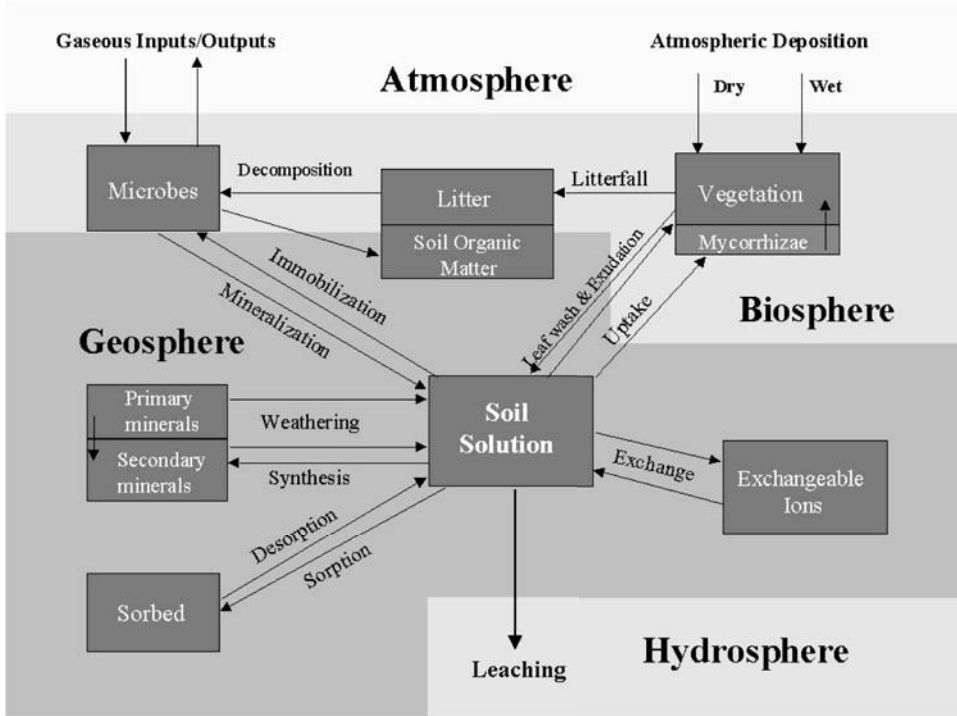 Gaseous Inputs/Outputs
Atmospheric Deposition
Atmosphere
Dry
Wet
Microbes
Decomposition
Litter
Litterfall
Vegetation
Soil Organic
Matter
Mycorrhizae
Immobilization
Mineralization
Leaf wash & Exudation
Uptake
Biosphere
Geosphere
Primary
minerals
Weathering
Soil
Solution
Secondary
minerals
Synthesis
Exchange
Exchangeable
Ions
Desorption
Sorption
Sorbed
Leaching
Hydrosphere